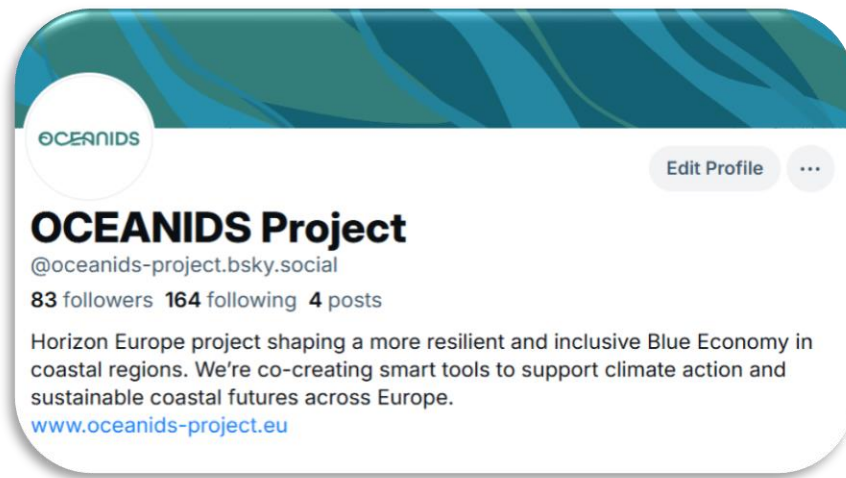 OCEANIDS
Edit Profile ...
OCEANIDS Project
@oceanids-project.bsky.social
83 followers 164 following 4 posts
Horizon Europe project shaping a more resilient and inclusive Blue Economy in
coastal regions. We’re co-creating smart tools to support climate action and
sustainable coastal futures across Europe.
www.oceanids-project.eu